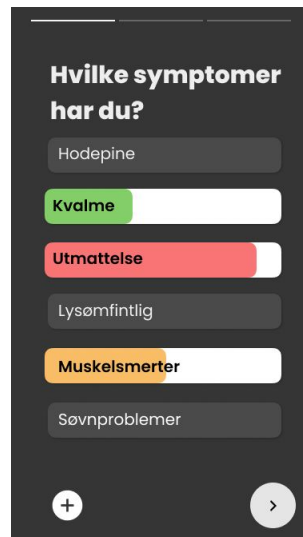 Hvilke symptomer
har du?
Hodepine
Kvalme
Utmattelse
Lysømfintlig
Muskelsmerter
Søvnproblemer